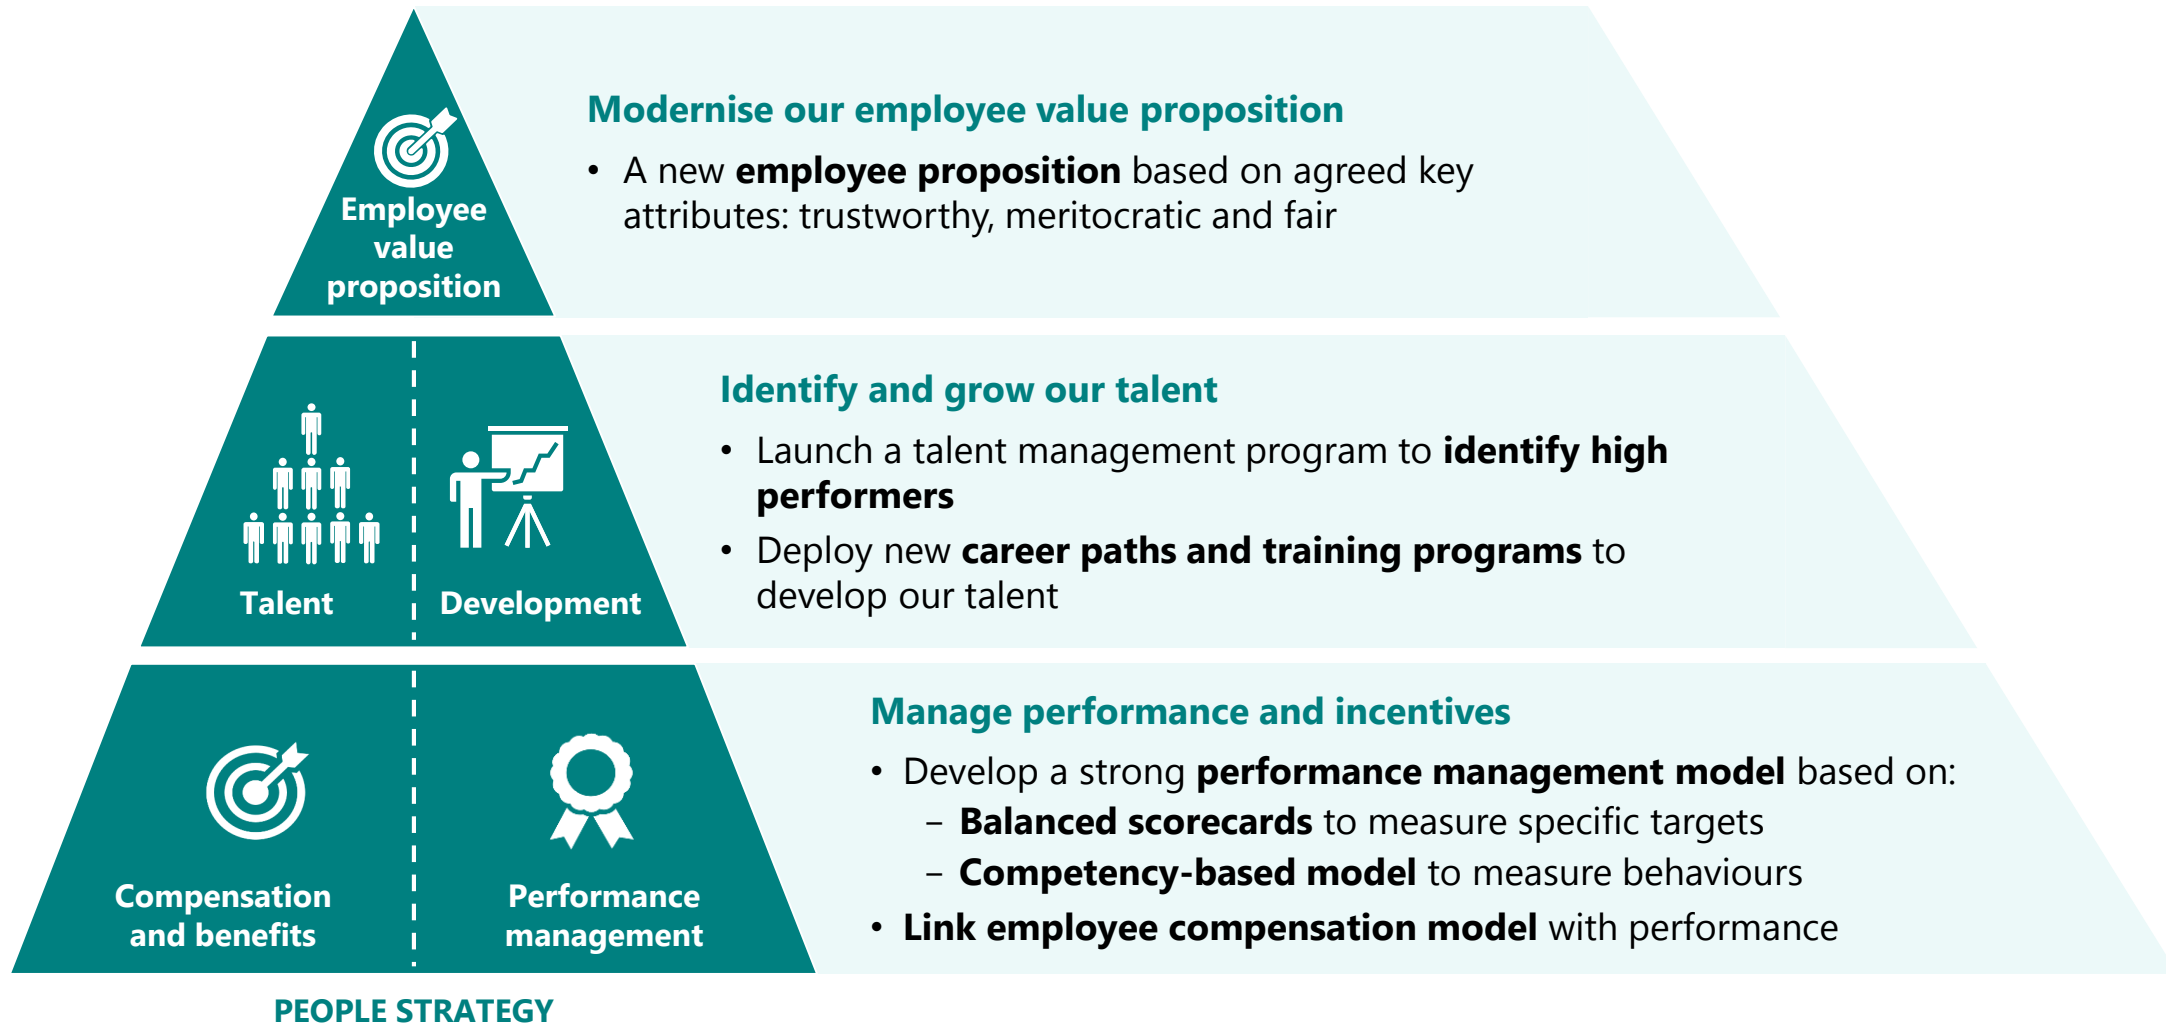 Employee
value
proposition
Modernise our employee value proposition
• A new employee proposition based on agreed key
attributes: trustworthy, meritocratic and fair
Talent
Development
Identify and grow our talent
• Launch a talent management program to identify high
performers
• Deploy new career paths and training programs to
develop our talent
Compensation
and benefits
Performance
management
Manage performance and incentives
• Develop a strong performance management model based on:
– Balanced scorecards to measure specific targets
– Competency-based model to measure behaviours
• Link employee compensation model with performance
PEOPLE STRATEGY